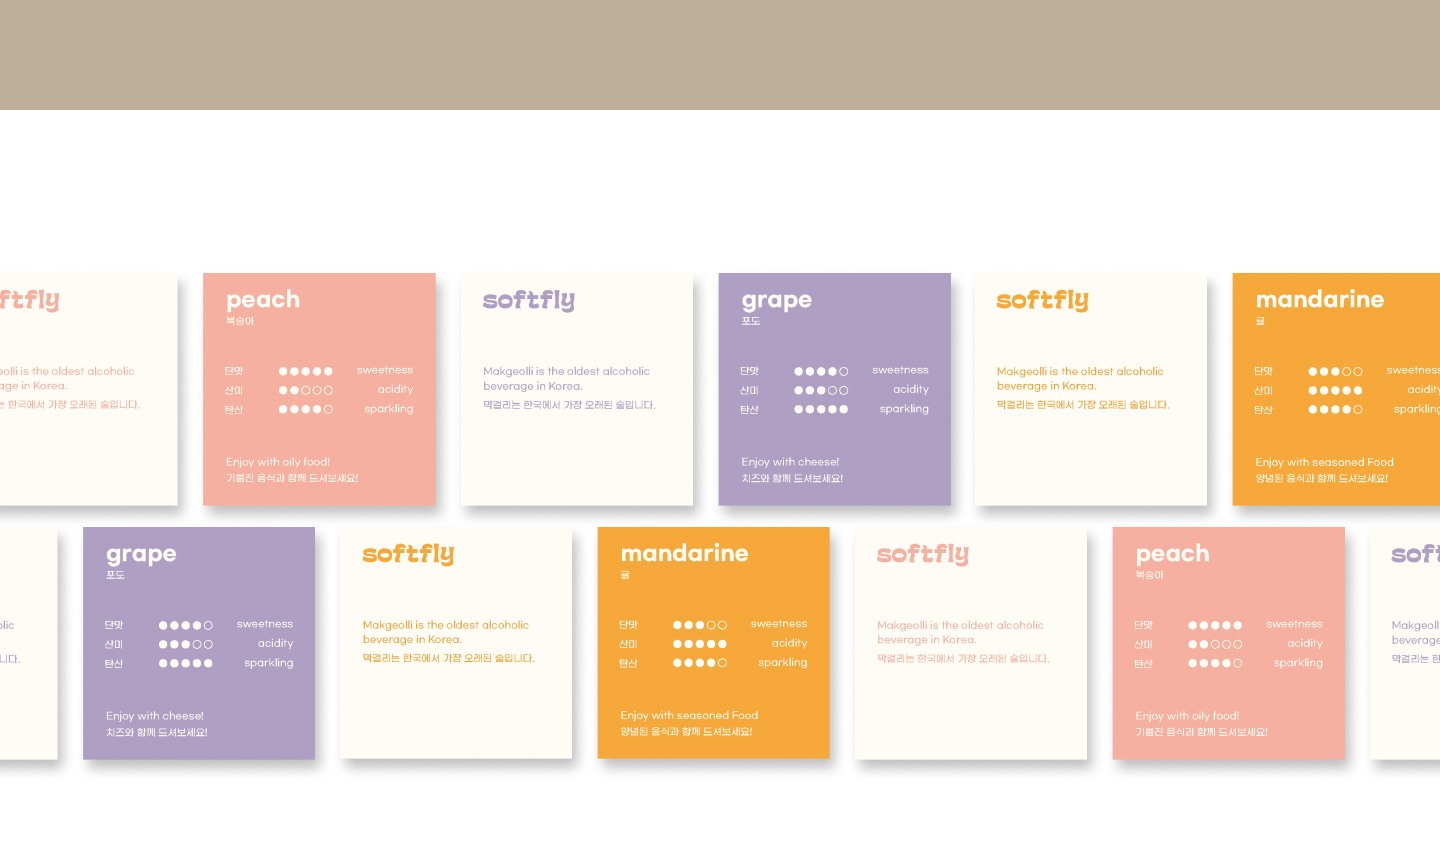 softfly
eolli is the oldest alcoholic
age in Korea.
는 한국에서 가장 오래된 술입니다.
peach
복숭아
단맛 ●●●●● sweetness
산미 ●●○○○ acidity
탄산 ●●●●○ sparkling
Enjoy with oily food!
기름진 음식과 함께 드셔보세요!
softfly
Makgeolli is the oldest alcoholic
beverage in Korea.
막걸리는 한국에서 가장 오래된 술입니다.
grape
포도
단맛 ●●●●○ sweetness
산미 ●●●○○ acidity
탄산 ●●●●● sparkling
Enjoy with cheese!
치즈와 함께 드셔보세요!
softfly
Makgeolli is the oldest alcoholic
beverage in Korea.
막걸리는 한국에서 가장 오래된 술입니다.
mandarine
귤
단맛 ●●●○○ sweetness
산미 ●●●●● acidity
탄산 ●●●●○ sparkling
Enjoy with seasoned Food
양념된 음식과 함께 드셔보세요!
olic
니다.
grape
포도
단맛 ●●●●○ sweetness
산미 ●●●○○ acidity
탄산 ●●●●● sparkling
Enjoy with cheese!
치즈와 함께 드셔보세요!
softfly
Makgeolli is the oldest alcoholic
beverage in Korea.
막걸리는 한국에서 가장 오래된 술입니다.
mandarine
귤
단맛 ●●●○○ sweetness
산미 ●●●●● acidity
탄산 ●●●●○ sparkling
Enjoy with seasoned Food
양념된 음식과 함께 드셔보세요!
softfly
Makgeolli is the oldest alcoholic
beverage in Korea.
막걸리는 한국에서 가장 오래된 술입니다.
peach
복숭아
단맛 ●●●●● sweetness
산미 ●●○○○ acidity
탄산 ●●●●○ sparkling
Enjoy with oily food!
기름진 음식과 함께 드셔보세요!
soft
Makgeoll
beverage
막걸리는 한